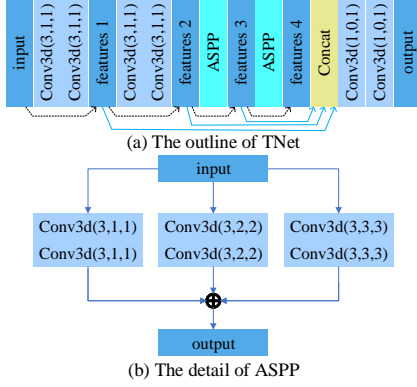 input
Conv3d(3,1,1)
Conv3d(3,1,1)
features 1
Conv3d(3,1,1)
Conv3d(3,1,1)
features 2
ASPP
features 3
ASPP
features 4
Concat
Conv3d(1,0,1)
Conv3d(1,0,1)
output
(a) The outline of TNet
input
Conv3d(3,1,1)
Conv3d(3,1,1)
Conv3d(3,2,2)
Conv3d(3,2,2)
Conv3d(3,3,3)
Conv3d(3,3,3)
output
(b) The detail of ASPP